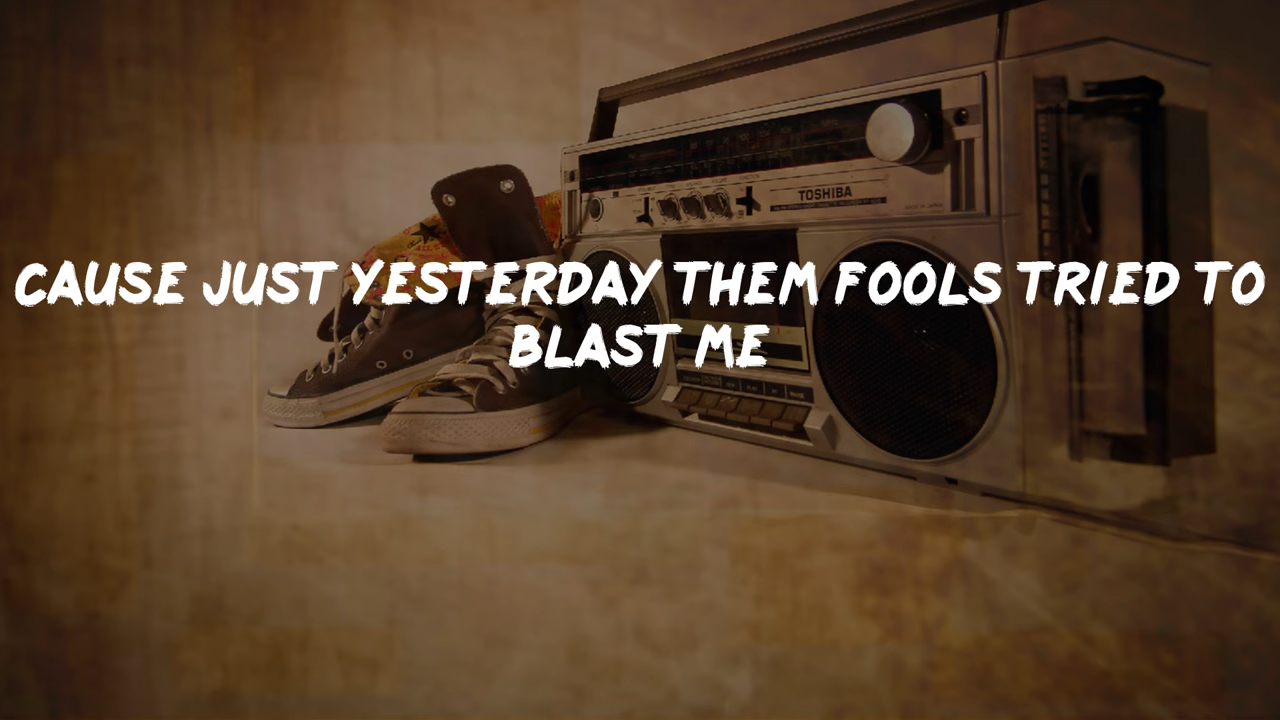 TOSHIBA
CAUSE JUST YESTERDAY THEM FOOLS TRIED TO
BLAST ME